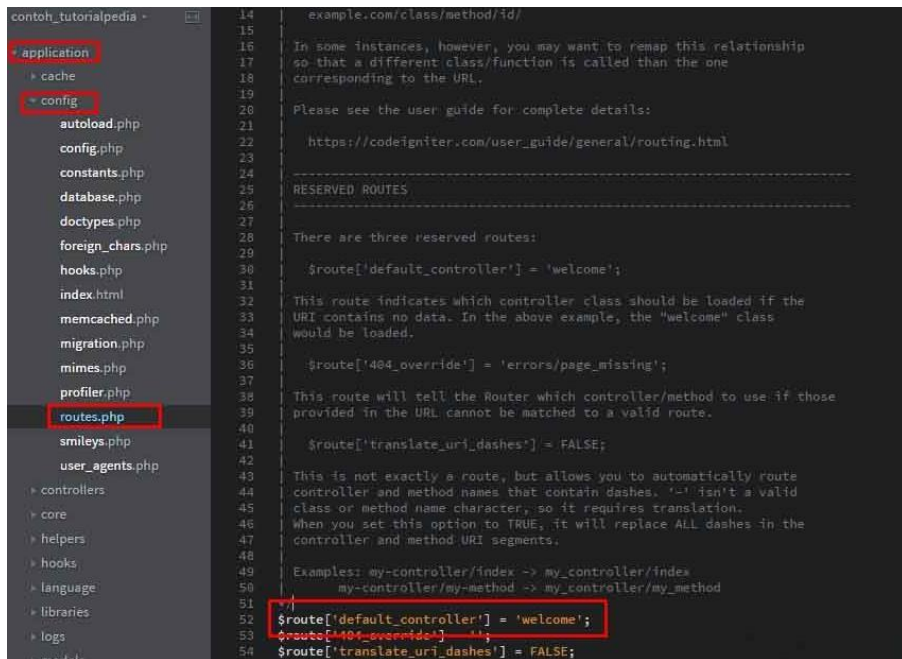 contoh_tutorialpedia
application
cache
config
autoload.php
config.php
constants.php
database.php
doctypes.php
foreign_chars.php
hooks.php
index.html
memcached.php
migration.php
mimes.php
profiler.php
routes.php
smileys.php
user_agents.php
controllers
core
helpers
hooks
language
libraries
logs
models
14 | example.com/class/method/id/
15 |
16 | In some instances, however, you may want to remap this relationship
17 | so that a different class/function is called than the one
18 | corresponding to the URL.
19 |
20 | Please see the user guide for complete details:
21 |
22 | https://codeigniter.com/user_guide/general/routing.html
23 |
24 | -------------------------------------------------------------------------
25 | RESERVED ROUTES
26 | -------------------------------------------------------------------------
27 |
28 | There are three reserved routes:
29 |
30 | $route['default_controller'] = 'welcome';
31 |
32 | This route indicates which controller class should be loaded if the
33 | URI contains no data. In the above example, the "welcome" class
34 | would be loaded.
35 |
36 | $route['404_override'] = 'errors/page_missing';
37 |
38 | This route will tell the Router which controller/method to use if those
39 | provided in the URL cannot be matched to a valid route.
40 |
41 | $route['translate_uri_dashes'] = FALSE;
42 |
43 | This is not exactly a route, but allows you to automatically route
44 | controller and method names that contain dashes. '-' isn't a valid
45 | class or method name character, so it requires translation.
46 | When you set this option to TRUE, it will replace ALL dashes in the
47 | controller and method URI segments.
48 |
49 | Examples: my-controller/index -> my_controller/index
50 | my-controller/my-method -> my_controller/my_method
51 */
52 $route['default_controller'] = 'welcome';
53 $route['404_override'] = '';
54 $route['translate_uri_dashes'] = FALSE;